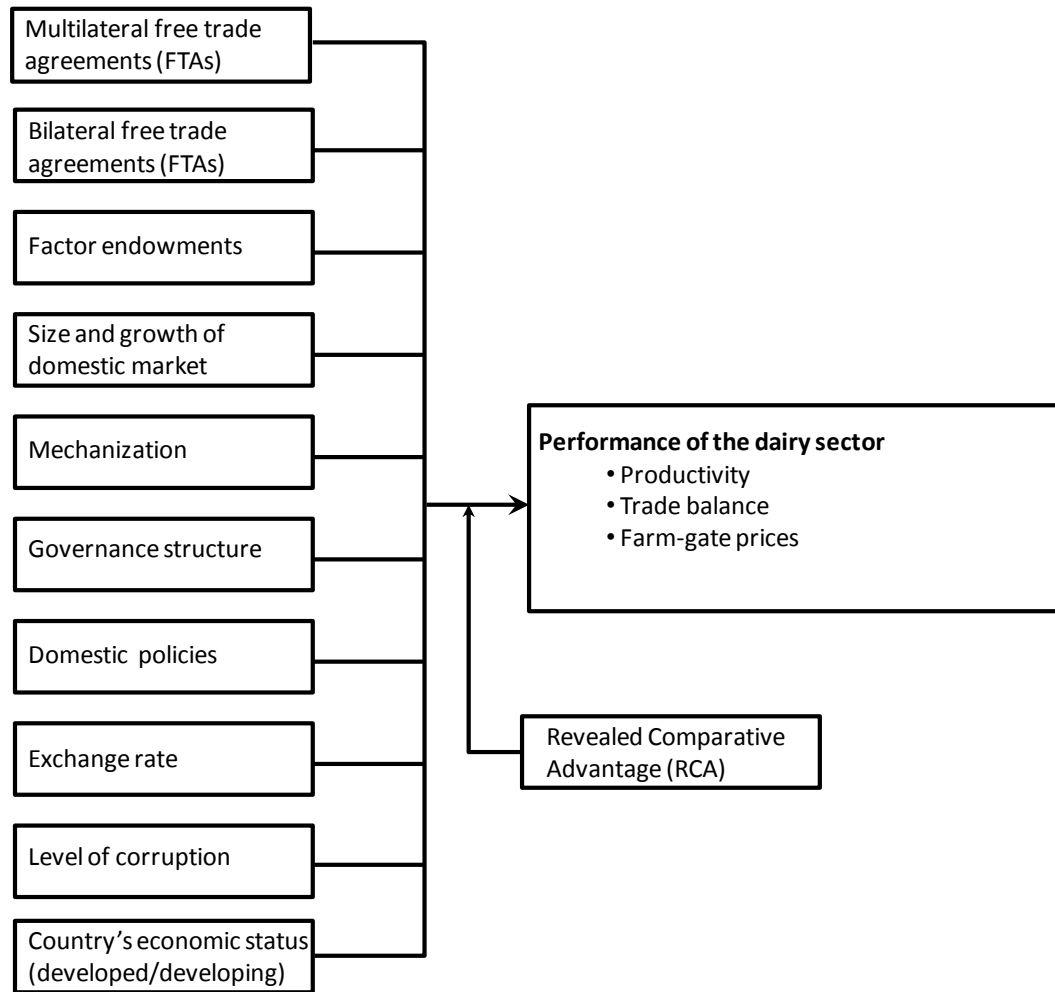 Multilateral free trade
agreements (FTAs)
Bilateral free trade
agreements (FTAs)
Factor endowments
Size and growth of
domestic market
Mechanization
Governance structure
Domestic policies
Exchange rate
Level of corruption
Country's economic status
(developed/developing)
Performance of the dairy sector
• Productivity
• Trade balance
• Farm-gate prices
Revealed Comparative
Advantage (RCA)